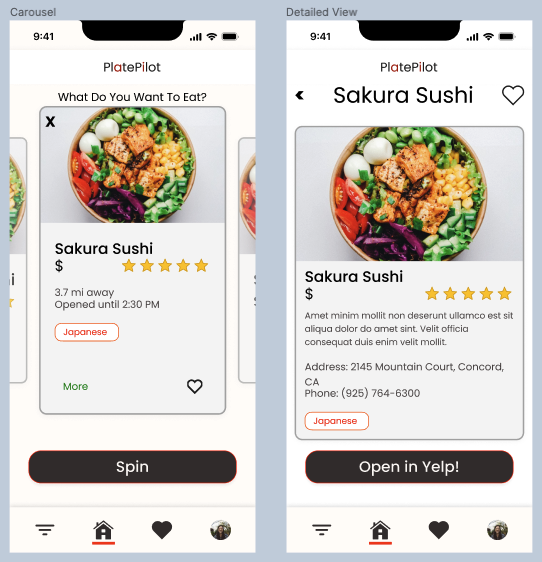 Carousel
9:41
PlatePilot
What Do You Want To Eat?
X
Sakura Sushi
$
3.7 mi away
Opened until 2:30 PM
Japanese
More
Spin
Detailed View
9:41
PlatePilot
Sakura Sushi
Sakura Sushi
$
Amet minim mollit non deserunt ullamco est sit
aliqua dolor do amet sint. Velit officia
consequat duis enim velit mollit.
Address: 2145 Mountain Court, Concord,
CA
Phone: (925) 764-6300
Japanese
Open in Yelp!